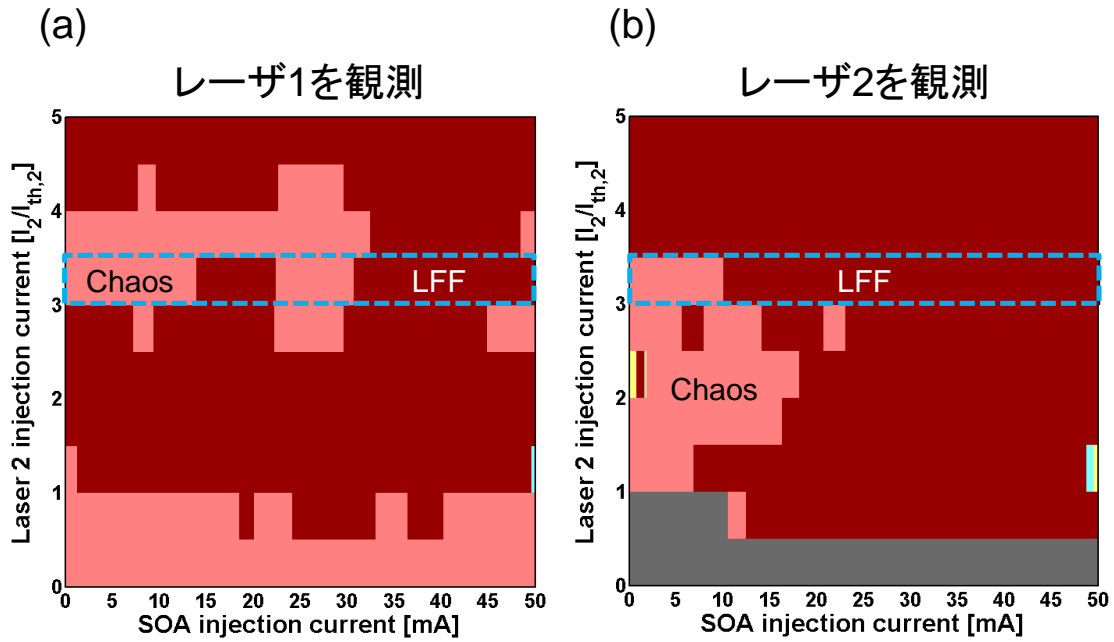 (a)
レーザ1を観測
Laser 2 injection current [I2/Ith,2]
5
4
3
2
1
0
Chaos
LFF
0 5 10 15 20 25 30 35 40 45 50
SOA injection current [mA]
(b)
レーザ2を観測
Laser 2 injection current [I2/Ith,2]
5
4
3
2
1
0
LFF
Chaos
0 5 10 15 20 25 30 35 40 45 50
SOA injection current [mA]